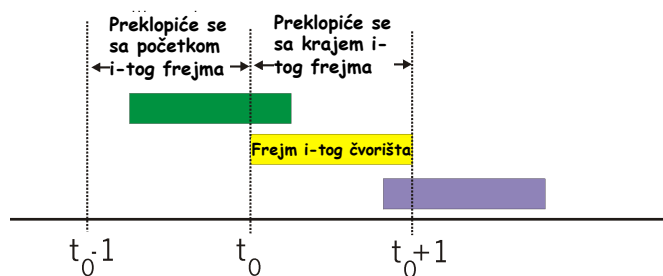 Preklopiće se
sa početkom
i-tog frejma
Preklopiće se
sa krajem i-
tog frejma
Frejm i-tog čvorišta
t₀-1
t₀
t₀+1